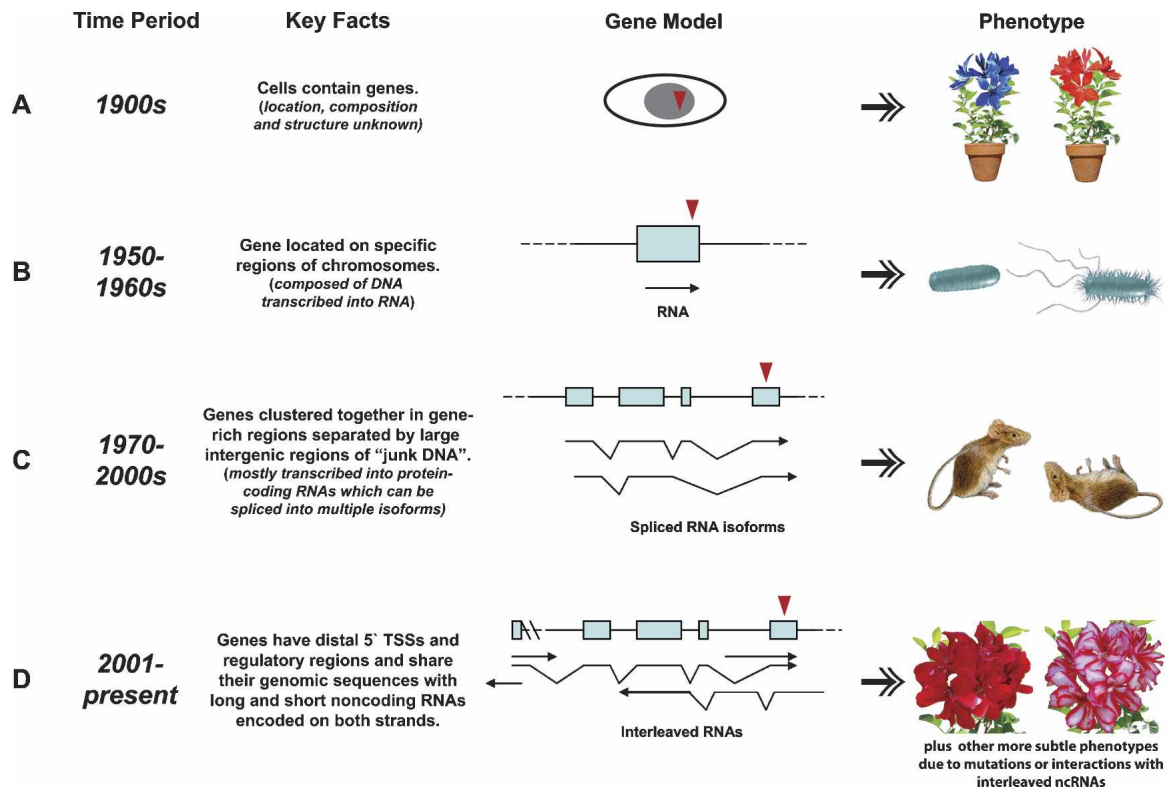 Time Period Key Facts Gene Model Phenotype
A
1900s
Cells contain genes.
(location, composition
and structure unknown)
B
1950-
1960s
Gene located on specific
regions of chromosomes.
(composed of DNA
transcribed into RNA)
RNA
C
1970-
2000s
Genes clustered together in gene-
rich regions separated by large
intergenic regions of “junk DNA”.
(mostly transcribed into protein-
coding RNAs which can be
spliced into multiple isoforms)
Spliced RNA isoforms
D
2001-
present
Genes have distal 5` TSSs and
regulatory regions and share
their genomic sequences with
long and short noncoding RNAs
encoded on both strands.
Interleaved RNAs
plus other more subtle phenotypes
due to mutations or interactions with
interleaved ncRNAs